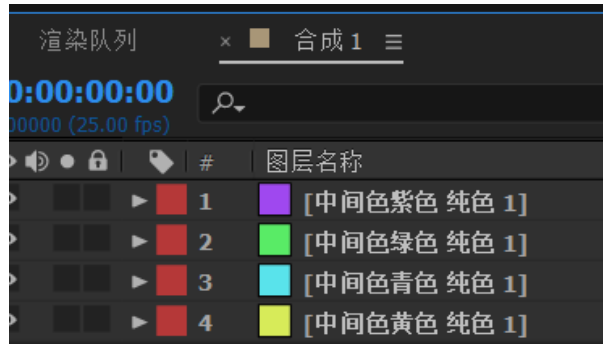 渲染队列 × 合成 1 ≡
0:00:00:00
00000 (25.00 fps)
# 图层名称
1 [中间色紫色 纯色 1]
2 [中间色绿色 纯色 1]
3 [中间色青色 纯色 1]
4 [中间色黄色 纯色 1]